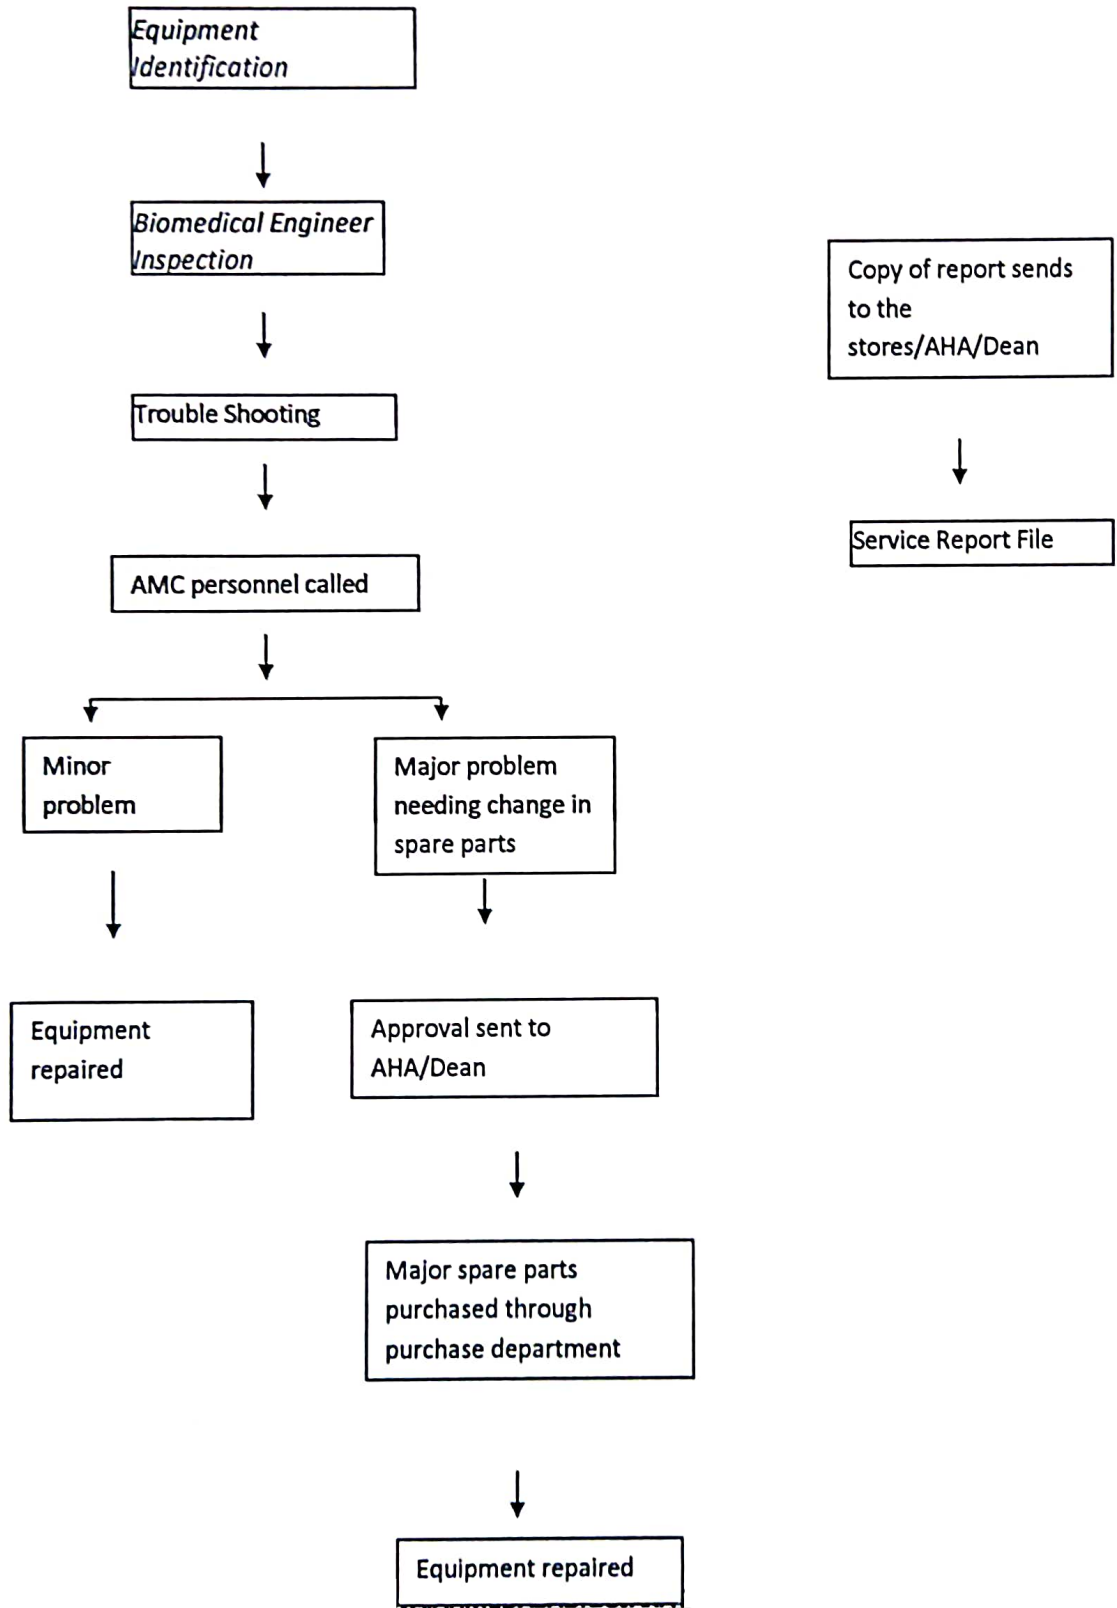 Equipment
Identification
Biomedical Engineer
Inspection
Trouble Shooting
AMC personnel called
Minor
problem
Major problem
needing change in
spare parts
Equipment
repaired
Approval sent to
AHA/Dean
Major spare parts
purchased through
purchase department
Equipment repaired
Copy of report sends
to the
stores/AHA/Dean
Service Report File